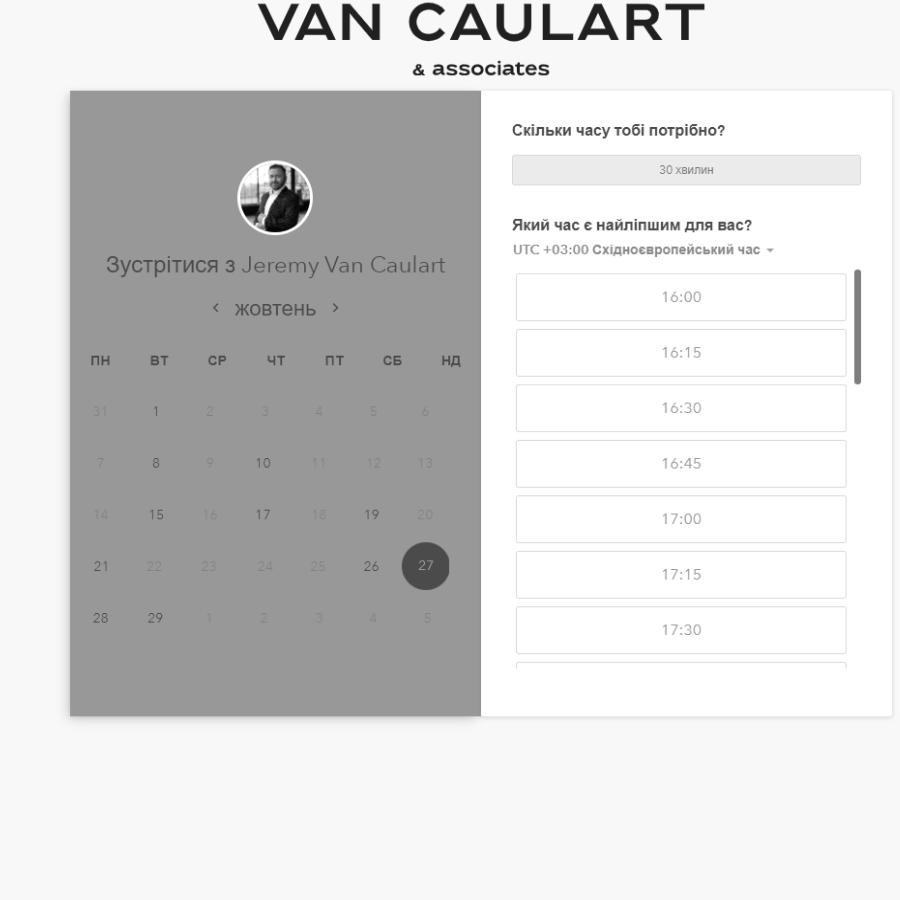 VAN CAULART
& associates
Зустрітися з Jeremy Van Caulart
жовтень
ПН ВТ СР ЧТ ПТ СБ НД
31 1 2 3 4 5 6
7 8 9 10 11 12 13
14 15 16 17 18 19 20
21 22 23 24 25 26 27
28 29 1 2 3 4 5
Скільки часу тобі потрібно?
30 хвилин
Який час є найліпшим для вас?
UTC +03:00 Східноєвропейський час
16:00
16:15
16:30
16:45
17:00
17:15
17:30